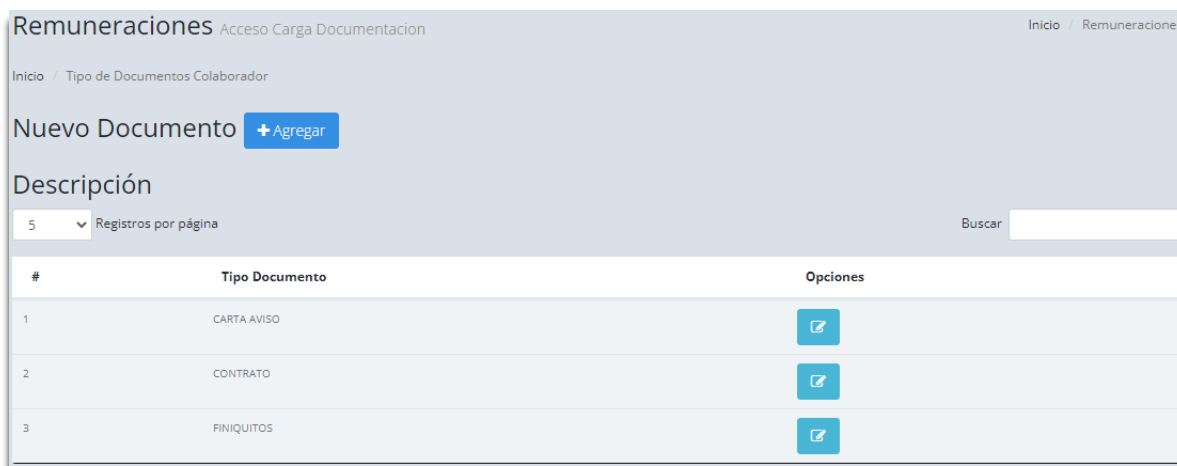 Remuneraciones Acceso Carga Documentacion
Inicio / Remuneracione
Inicio / Tipo de Documentos Colaborador
Nuevo Documento + Agregar
Descripción
5 Registros por página
Buscar
# Tipo Documento Opciones
1 CARTA AVISO
2 CONTRATO
3 FINIQUITOS